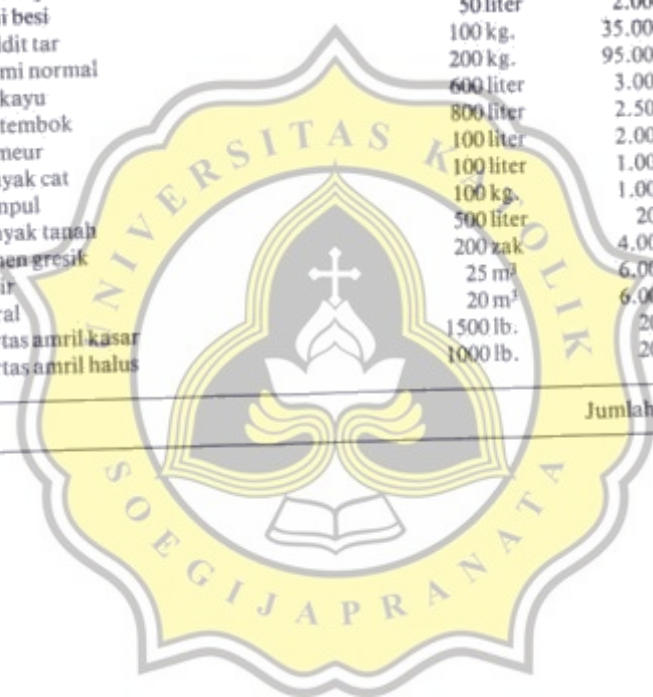 i besi 50 liter 2.00
ldit tar 100 kg. 35.00
mi normal 200 kg. 95.00
kayu 600 liter 3.00
tembok 800 liter 2.50
meur 100 liter 2.00
yak cat 100 liter 1.00
npul 100 kg. 1.00
yak tanah 500 liter 20
nen gresik 200 zak 4.00
ir 25 m³ 6.00
ral 20 m³ 6.00
rtas amril kasar 1500 lb. 20
rtas amril halus 1000 lb. 20
Jumlah
UNIVERSITAS KATOLIK
SOEGIJAPRANATA